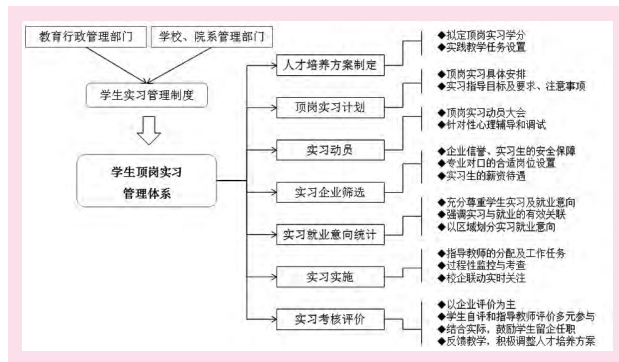 教育行政管理部门
学校、院系管理部门
学生实习管理制度
学生顶岗实习
管理体系
人才培养方案制定
◆拟定顶岗实习学分
◆实践教学任务设置
顶岗实习计划
◆顶岗实习具体安排
◆实习指导目标及要求、注意事项
实习动员
◆顶岗实习动员大会
◆针对性心理辅导和调试
实习企业筛选
◆企业信誉、实习生的安全保障
◆专业对口的合适岗位设置
◆实习生的薪资待遇
实习就业意向统计
◆充分尊重学生实习及就业意向
◆强调实习与就业的有效关联
◆以区域划分实习就业意向
实习实施
◆指导教师的分配及工作任务
◆过程性监控与考查
◆校企联动实时关注
实习考核评价
◆以企业评价为主
◆学生自评和指导教师评价多元参与
◆结合实际，鼓励学生留企任职
◆反馈教学，积极调整人才培养方案